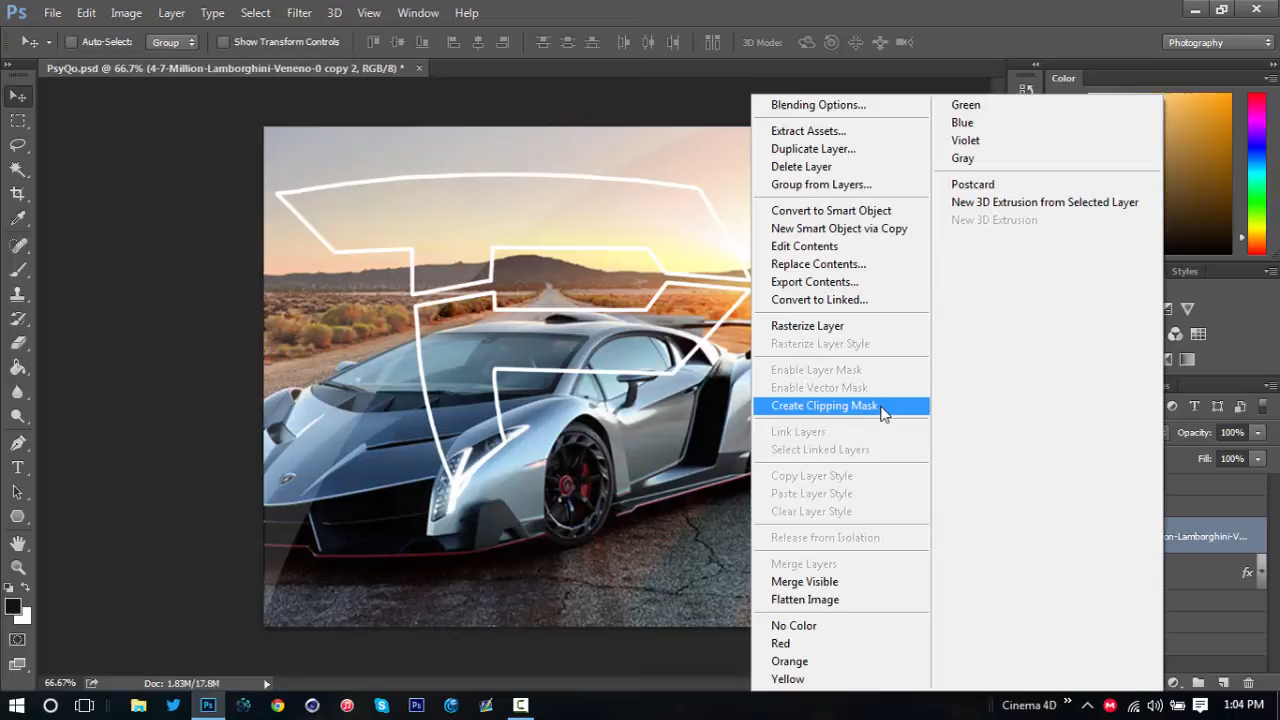 Ps File Edit Image Layer Type Select Filter 3D View Window Help
Auto-Select: Group Show Transform Controls 3D Mode: Photography
PsyQo.psd @ 66.7% (4-7-Million-Lamborghini-Veneno-0 copy 2, RGB/8) * ×
Color
Styles
Blending Options...
Extract Assets...
Duplicate Layer...
Delete Layer
Group from Layers...
Convert to Smart Object
New Smart Object via Copy
Edit Contents
Replace Contents...
Export Contents...
Convert to Linked...
Rasterize Layer
Rasterize Layer Style
Enable Layer Mask
Enable Vector Mask
Create Clipping Mask
Link Layers
Select Linked Layers
Copy Layer Style
Paste Layer Style
Clear Layer Style
Release from Isolation
Merge Layers
Merge Visible
Flatten Image
No Color
Red
Orange
Yellow
Green
Blue
Violet
Gray
Postcard
New 3D Extrusion from Selected Layer
New 3D Extrusion
Opacity: 100%
Fill: 100%
on-Lamborghini-V...
fx
66.67% Doc: 1.83M/17.8M
Cinema 4D » 1:04 PM